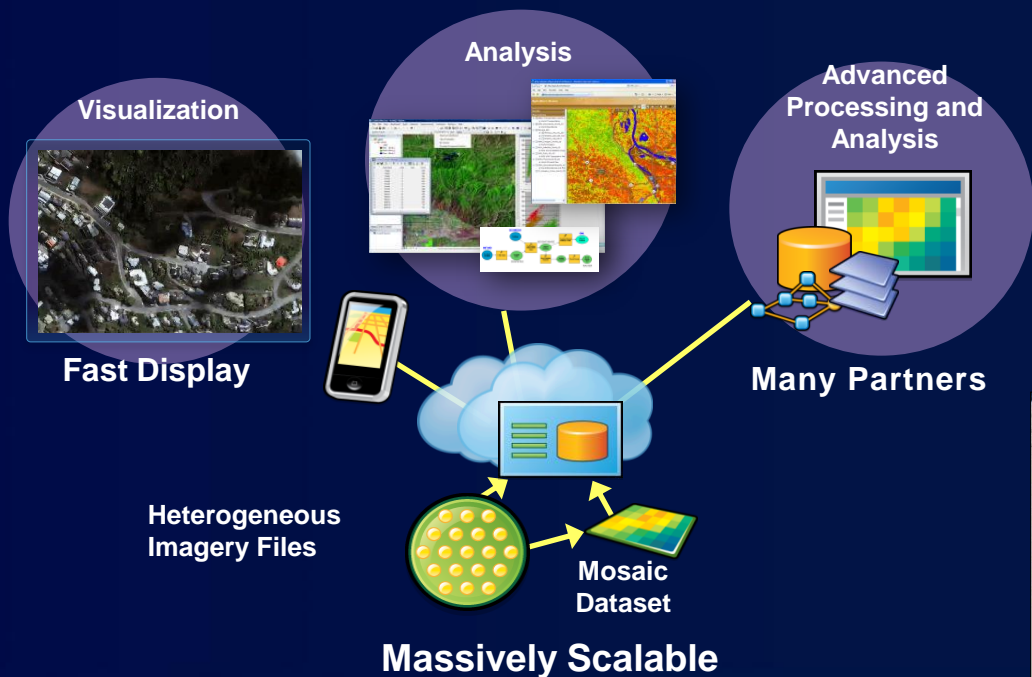 Analysis
Visualization
Advanced
Processing and
Analysis
Fast Display
Many Partners
Heterogeneous
Imagery Files
Mosaic
Dataset
Massively Scalable